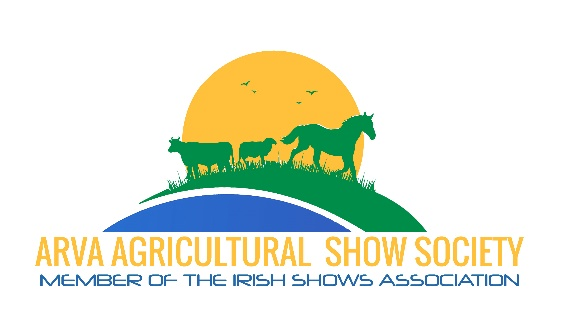 ARVA AGRICULTURAL SHOW SOCIETY
MEMBER OF THE IRISH SHOWS ASSOCIATION